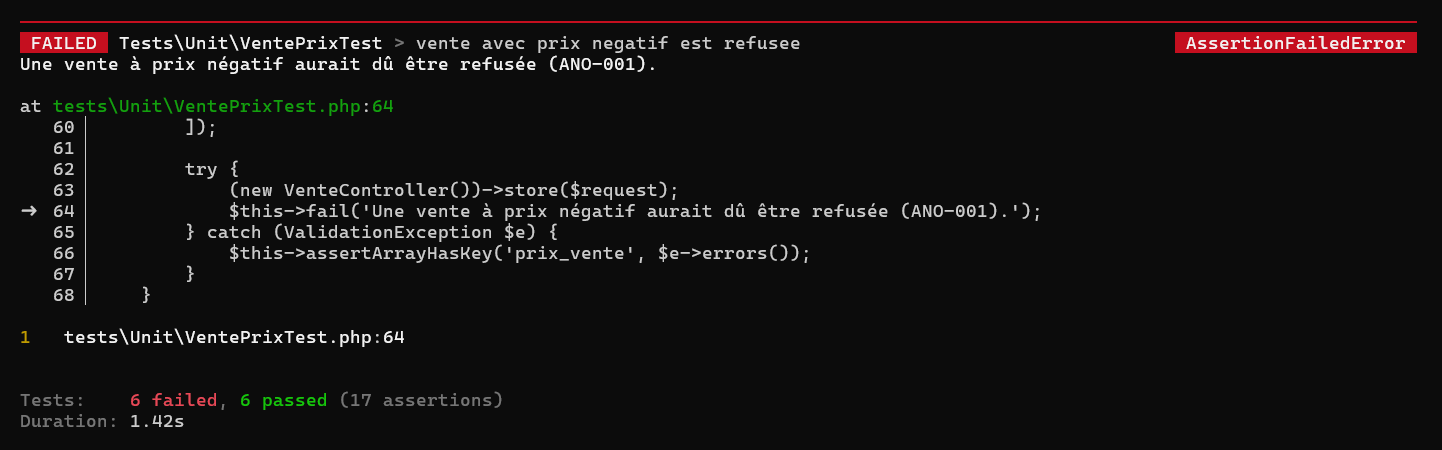 FAILED  Tests\Unit\VentePrixTest > vente avec prix negatif est refusee  AssertionFailedError
Une vente à prix négatif aurait dû être refusée (ANO-001).
at tests\Unit\VentePrixTest.php:64
60  ]);
61
62  try {
63  (new VenteController())->store($request);
➜ 64  $this->fail('Une vente à prix négatif aurait dû être refusée (ANO-001).');
65  } catch (ValidationException $e) {
66  $this->assertArrayHasKey('prix_vente', $e->errors());
67  }
68  }
1  tests\Unit\VentePrixTest.php:64
Tests:  6 failed, 6 passed (17 assertions)
Duration: 1.42s